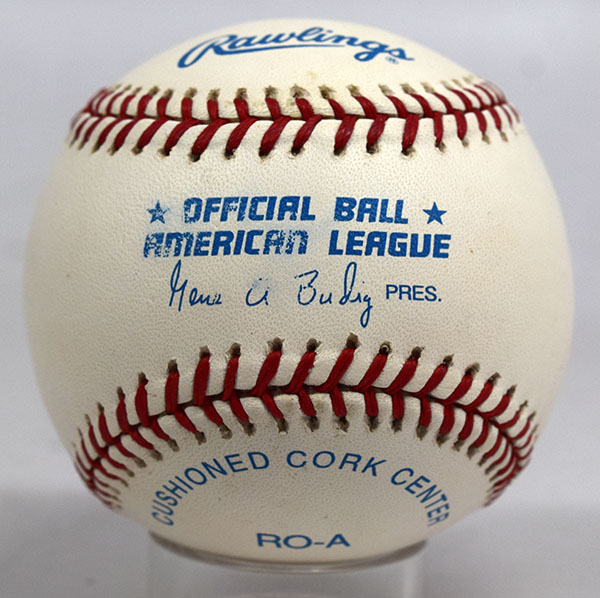 Rawlings®
★ OFFICIAL BALL ★
AMERICAN LEAGUE
Gene A Budig PRES.
CUSHIONED CORK CENTER
RO-A